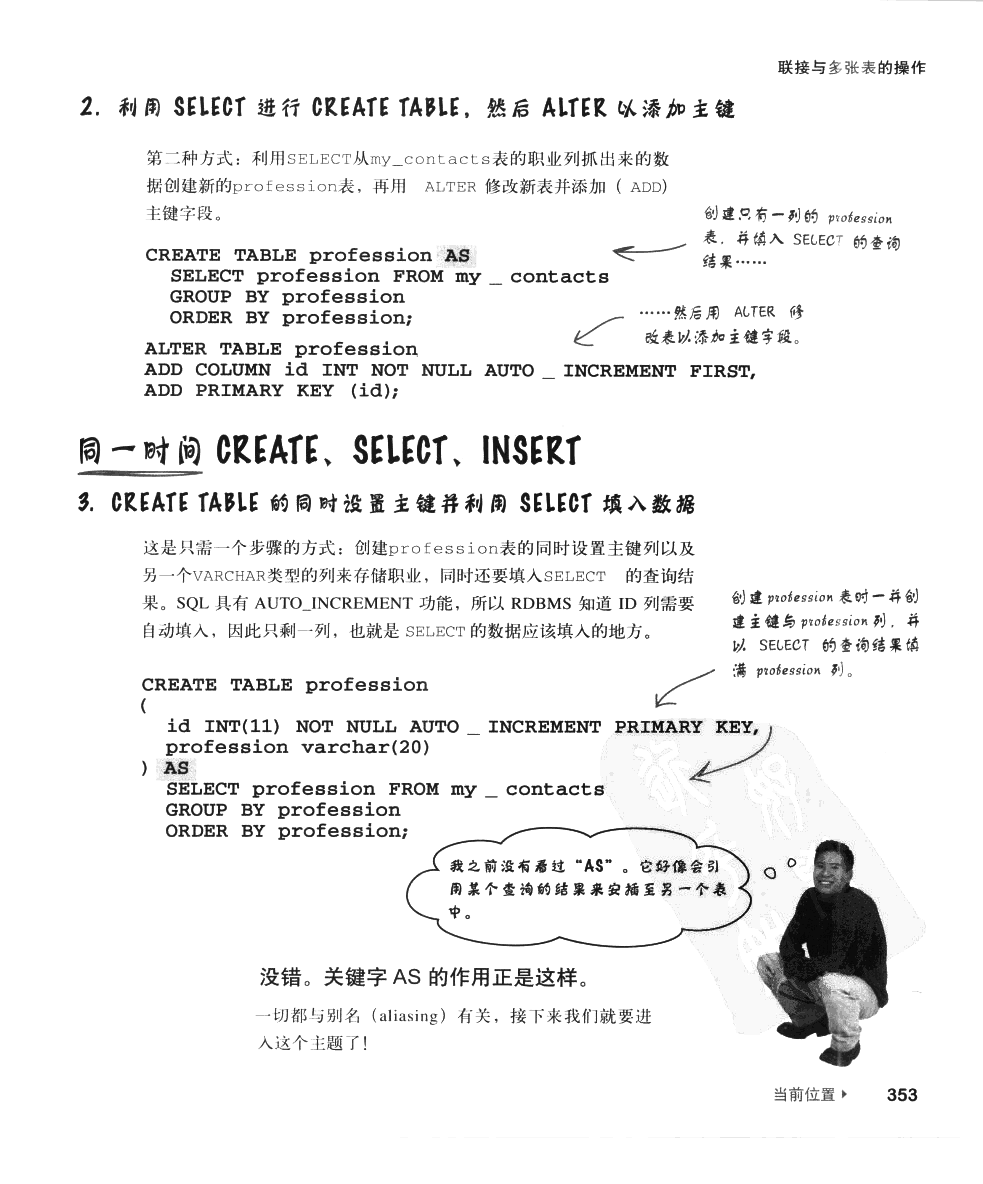 联接与多张表的操作
2. 利用 SELECT 进行 CREATE TABLE，然后 ALTER 以添加主键
第二种方式：利用SELECT从my_contacts表的职业列抓出来的数
据创建新的profession表，再用 ALTER 修改新表并添加（ ADD）
主键字段。
创建只有一列的 profession
表，并填入 SELECT 的查询
结果……
CREATE TABLE profession AS
SELECT profession FROM my _ contacts
GROUP BY profession
ORDER BY profession;
……然后用 ALTER 修
改表以添加主键字段。
ALTER TABLE profession
ADD COLUMN id INT NOT NULL AUTO _ INCREMENT FIRST,
ADD PRIMARY KEY (id);
同一时间 CREATE、SELECT、INSERT
3. CREATE TABLE 的同时设置主键并利用 SELECT 填入数据
这是只需一个步骤的方式：创建profession表的同时设置主键列以及
另一个VARCHAR类型的列来存储职业，同时还要填入SELECT 的查询结
果。SQL 具有 AUTO_INCREMENT 功能，所以 RDBMS 知道 ID 列需要
自动填入，因此只剩一列，也就是 SELECT 的数据应该填入的地方。
创建 profession 表时一并创
建主键与 profession 列，并
以 SELECT 的查询结果填
满 profession 列。
CREATE TABLE profession
(
id INT(11) NOT NULL AUTO _ INCREMENT PRIMARY KEY,
profession varchar(20)
) AS
SELECT profession FROM my _ contacts
GROUP BY profession
ORDER BY profession;
我之前没有看过“AS”。它好像会引
用某个查询的结果来安插至另一个表
中。
没错。关键字 AS 的作用正是这样。
一切都与别名（aliasing）有关，接下来我们就要进
入这个主题了！
当前位置 353